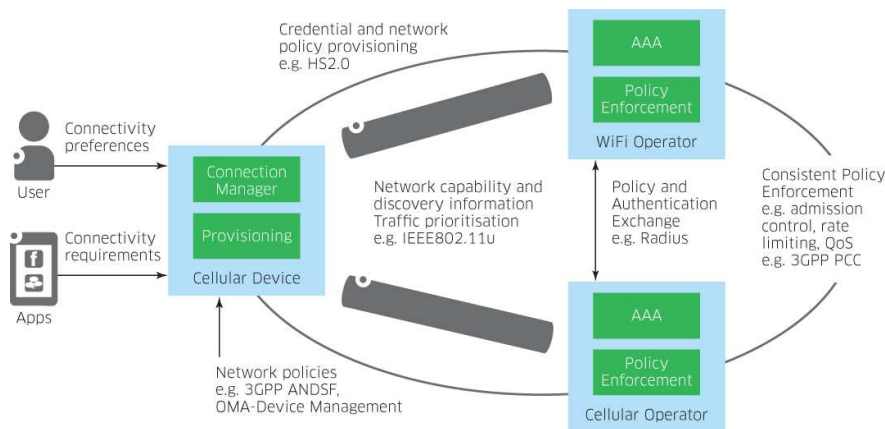 Credential and network
policy provisioning
e.g. HS2.0
AAA
Policy
Enforcement
WiFi Operator
Connectivity
preferences
User
Connection
Manager
Provisioning
Cellular Device
Connectivity
requirements
f
Apps
Network capability and
discovery information
Traffic prioritisation
e.g. IEEE802.11u
Policy and
Authentication
Exchange
e.g. Radius
Consistent Policy
Enforcement
e.g. admission
control, rate
limiting, QoS
e.g. 3GPP PCC
Network policies
e.g. 3GPP ANDSF,
OMA-Device Management
AAA
Policy
Enforcement
Cellular Operator